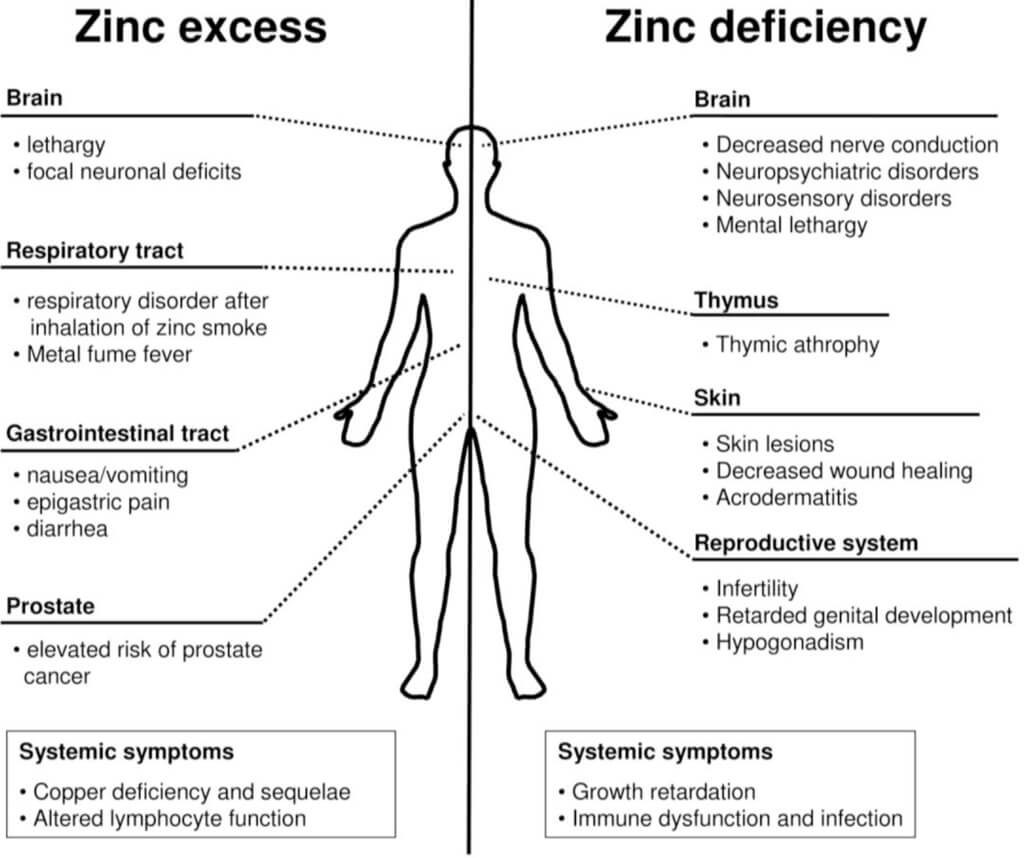 Zinc excess
Brain
• lethargy
• focal neuronal deficits
Respiratory tract
• respiratory disorder after
inhalation of zinc smoke
• Metal fume fever
Gastrointestinal tract
• nausea/vomiting
• epigastric pain
• diarrhea
Prostate
• elevated risk of prostate
cancer
Systemic symptoms
• Copper deficiency and sequelae
• Altered lymphocyte function
Zinc deficiency
Brain
• Decreased nerve conduction
• Neuropsychiatric disorders
• Neurosensory disorders
• Mental lethargy
Thymus
• Thymic athrophy
Skin
• Skin lesions
• Decreased wound healing
• Acrodermatitis
Reproductive system
• Infertility
• Retarded genital development
• Hypogonadism
Systemic symptoms
• Growth retardation
• Immune dysfunction and infection